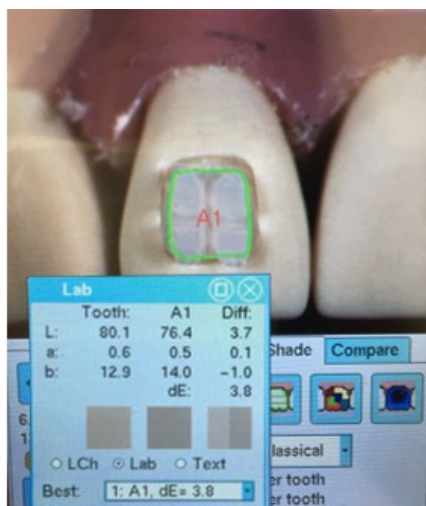 A1
Lab
Tooth: A1 Diff:
L: 80.1 76.4 3.7
a: 0.6 0.5 0.1
b: 12.9 14.0 -1.0
dE: 3.8
LCh Lab Text
Best: 1: A1, dE= 3.8
Shade Compare
lassical
er tooth
er tooth